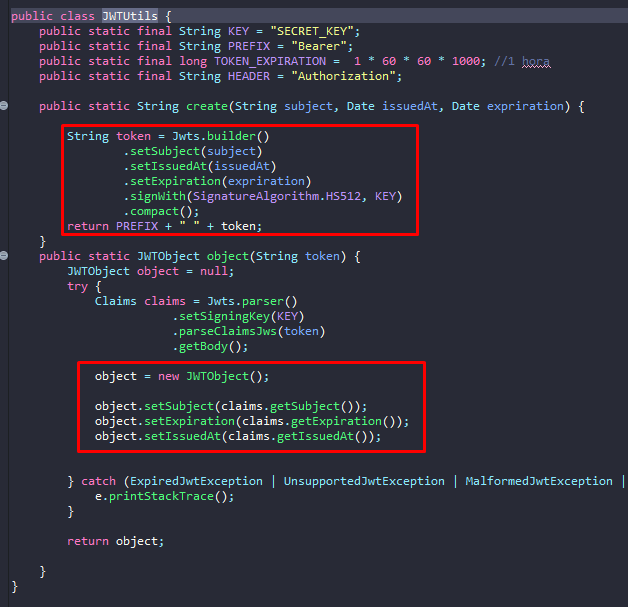 public class JWTUtils {
public static final String KEY = "SECRET_KEY";
public static final String PREFIX = "Bearer";
public static final long TOKEN_EXPIRATION =  1 * 60 * 60 * 1000; //1 hora
public static final String HEADER = "Authorization";
public static String create(String subject, Date issuedAt, Date expriration) {
String token = Jwts.builder()
.setSubject(subject)
.setIssuedAt(issuedAt)
.setExpiration(expriration)
.signWith(SignatureAlgorithm.HS512, KEY)
.compact();
return PREFIX + " " + token;
}
public static JWTObject object(String token) {
JWTObject object = null;
try {
Claims claims = Jwts.parser()
.setSigningKey(KEY)
.parseClaimsJws(token)
.getBody();
object = new JWTObject();
object.setSubject(claims.getSubject());
object.setExpiration(claims.getExpiration());
object.setIssuedAt(claims.getIssuedAt());
} catch (ExpiredJwtException | UnsupportedJwtException | MalformedJwtException |
e.printStackTrace();
}
return object;
}
}